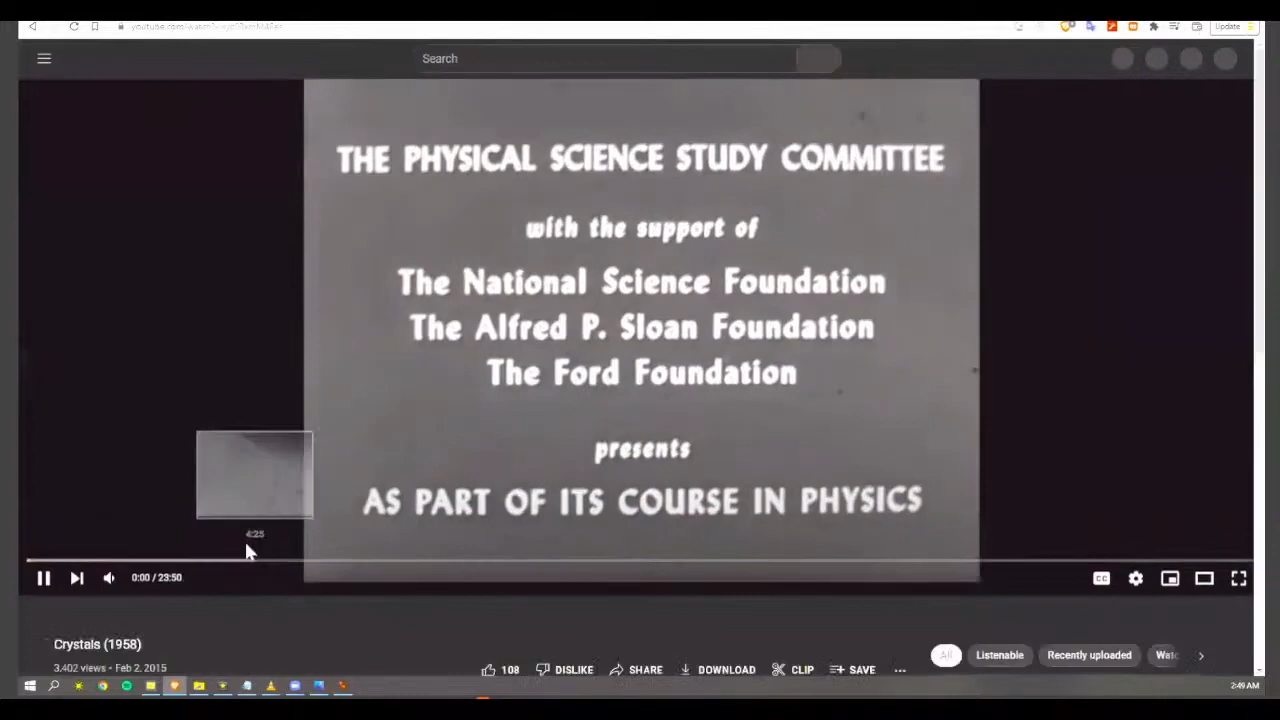 Update
Search
THE PHYSICAL SCIENCE STUDY COMMITTEE
with the support of
The National Science Foundation
The Alfred P. Sloan Foundation
The Ford Foundation
presents
AS PART OF ITS COURSE IN PHYSICS
4:25
0:00 / 23:50
CC
Crystals (1958)
All Listenable Recently uploaded
3,402 views • Feb 2, 2015
108 DISLIKE SHARE DOWNLOAD CLIP SAVE ...
2:49 AM